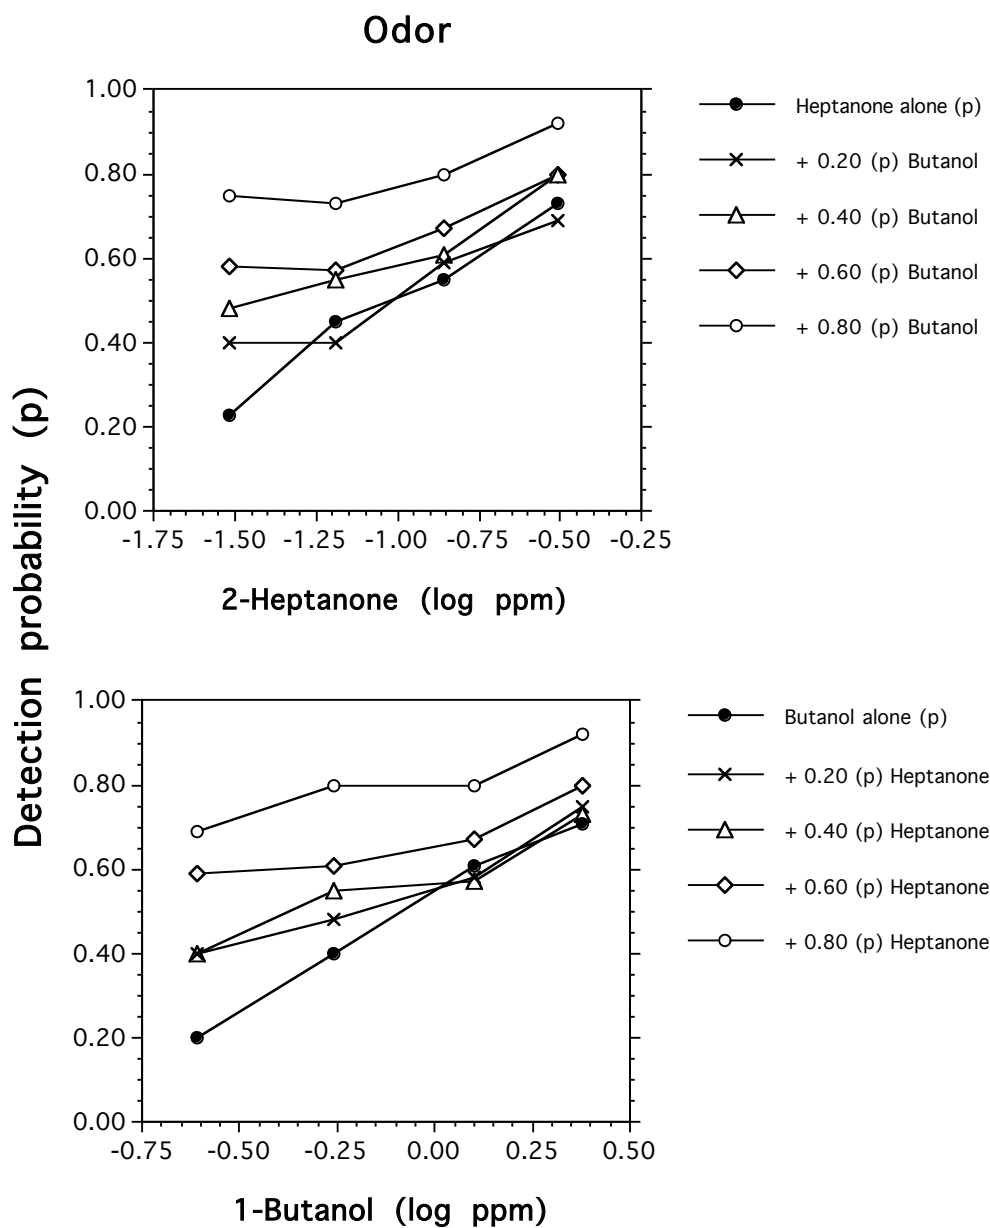 Odor
1.00
0.80
0.60
0.40
0.20
0.00
-1.75 -1.50 -1.25 -1.00 -0.75 -0.50 -0.25
2-Heptanone (log ppm)
Heptanone alone (p)
+ 0.20 (p) Butanol
+ 0.40 (p) Butanol
+ 0.60 (p) Butanol
+ 0.80 (p) Butanol
Detection probability (p)
1.00
0.80
0.60
0.40
0.20
0.00
-0.75 -0.50 -0.25 0.00 0.25 0.50
1-Butanol (log ppm)
Butanol alone (p)
+ 0.20 (p) Heptanone
+ 0.40 (p) Heptanone
+ 0.60 (p) Heptanone
+ 0.80 (p) Heptanone